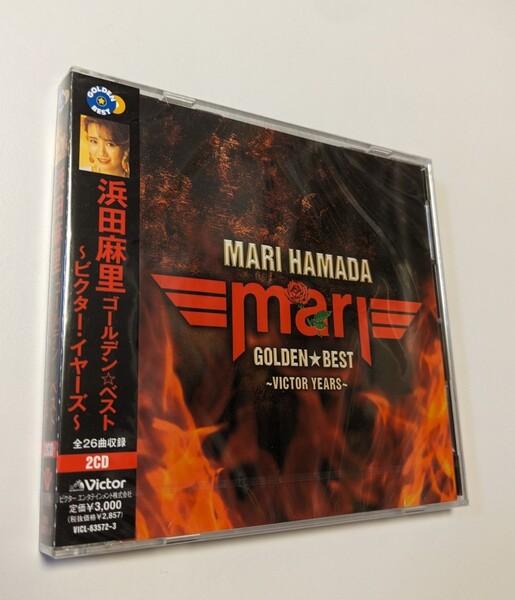 GOLDEN
BEST
浜田麻里
ゴールデン☆ベスト
~ビクター・イヤーズ~
全26曲収録
2CD
Victor
ビクター エンタテインメント株式会社
定価¥3,000
(税抜価格¥2,857)
VICL-63572~3
MARI HAMADA
mari
GOLDEN★BEST
~VICTOR YEARS~